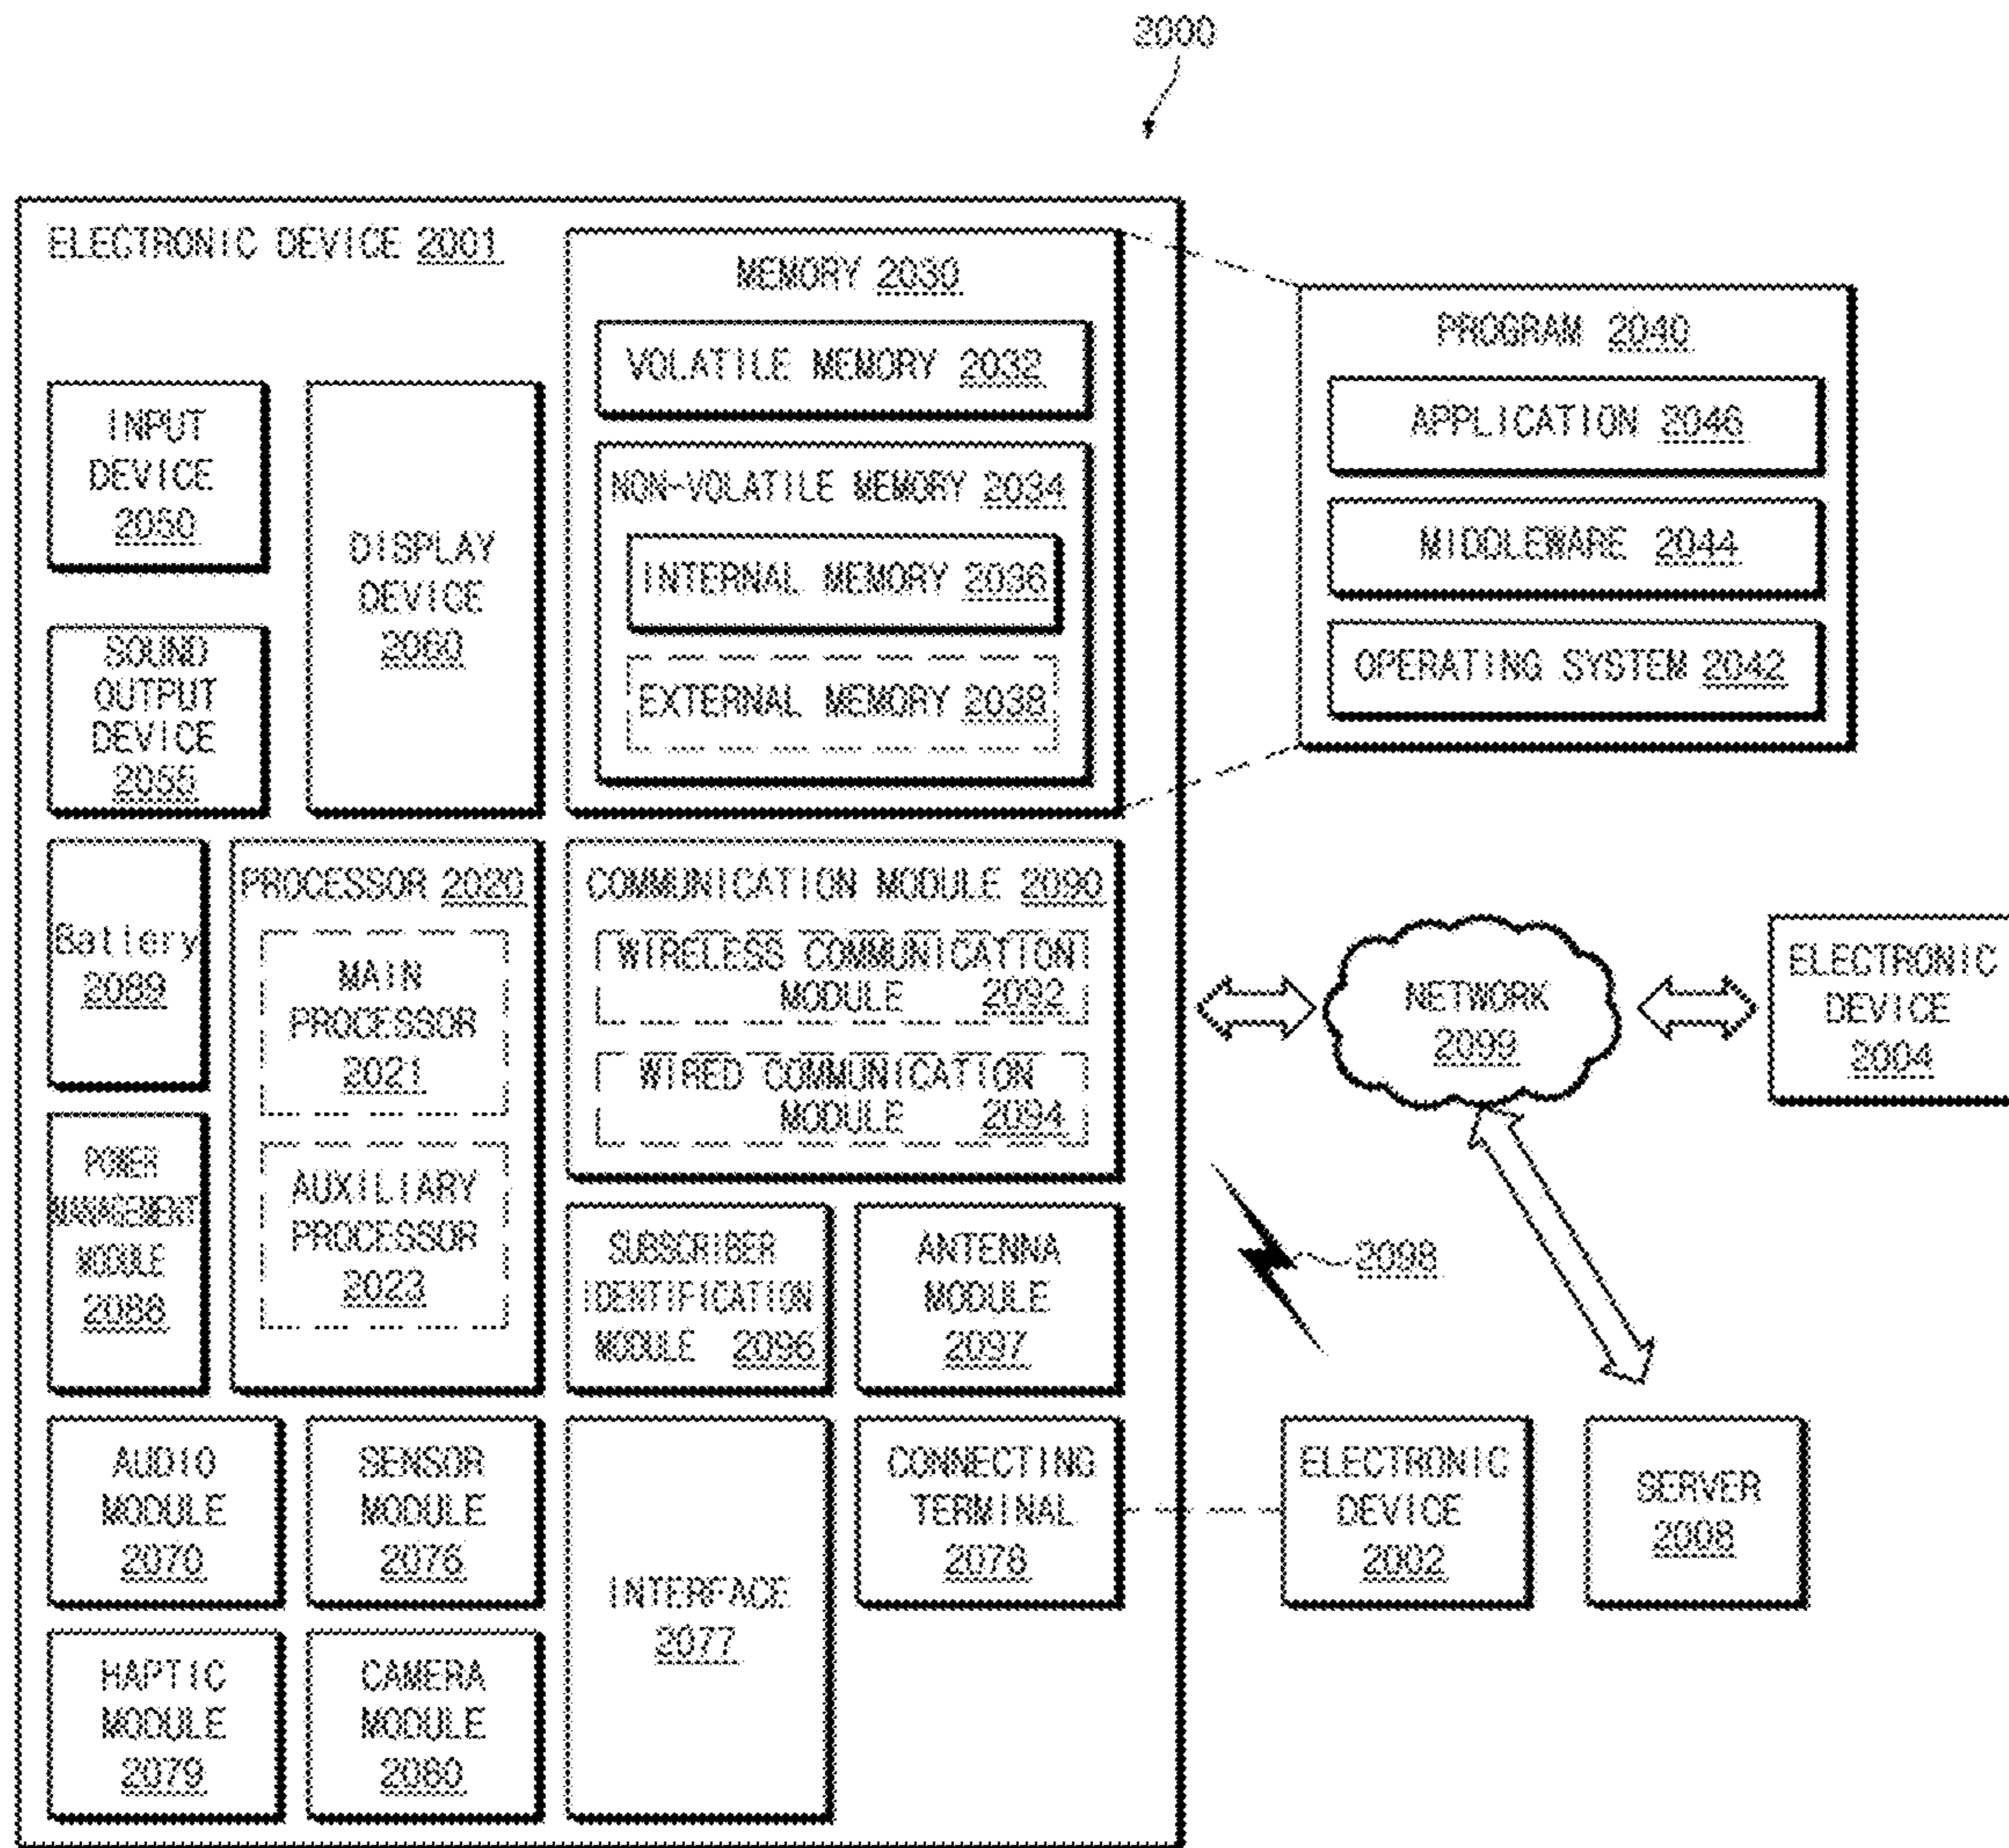 2000
ELECTRONIC DEVICE 2001
MEMORY 2030
VOLATILE MEMORY 2032
NON-VOLATILE MEMORY 2034
INTERNAL MEMORY 2036
EXTERNAL MEMORY 2038
PROGRAM 2040
APPLICATION 2046
MIDDLEWARE 2044
OPERATING SYSTEM 2042
INPUT
DEVICE
2050
DISPLAY
DEVICE
2060
SOUND
OUTPUT
DEVICE
2055
Battery
2089
PROCESSOR 2020
MAIN
PROCESSOR
2021
AUXILIARY
PROCESSOR
2023
COMMUNICATION MODULE 2090
WIRELESS COMMUNICATION
MODULE 2092
WIRED COMMUNICATION
MODULE 2094
NETWORK
2099
ELECTRONIC
DEVICE
2004
POWER
MANAGEMENT
MODULE
2088
SUBSCRIBER
IDENTIFICATION
MODULE 2096
ANTENNA
MODULE
2097
2098
AUDIO
MODULE
2070
SENSOR
MODULE
2076
INTERFACE
2077
CONNECTING
TERMINAL
2078
ELECTRONIC
DEVICE
2002
SERVER
2008
HAPTIC
MODULE
2079
CAMERA
MODULE
2080